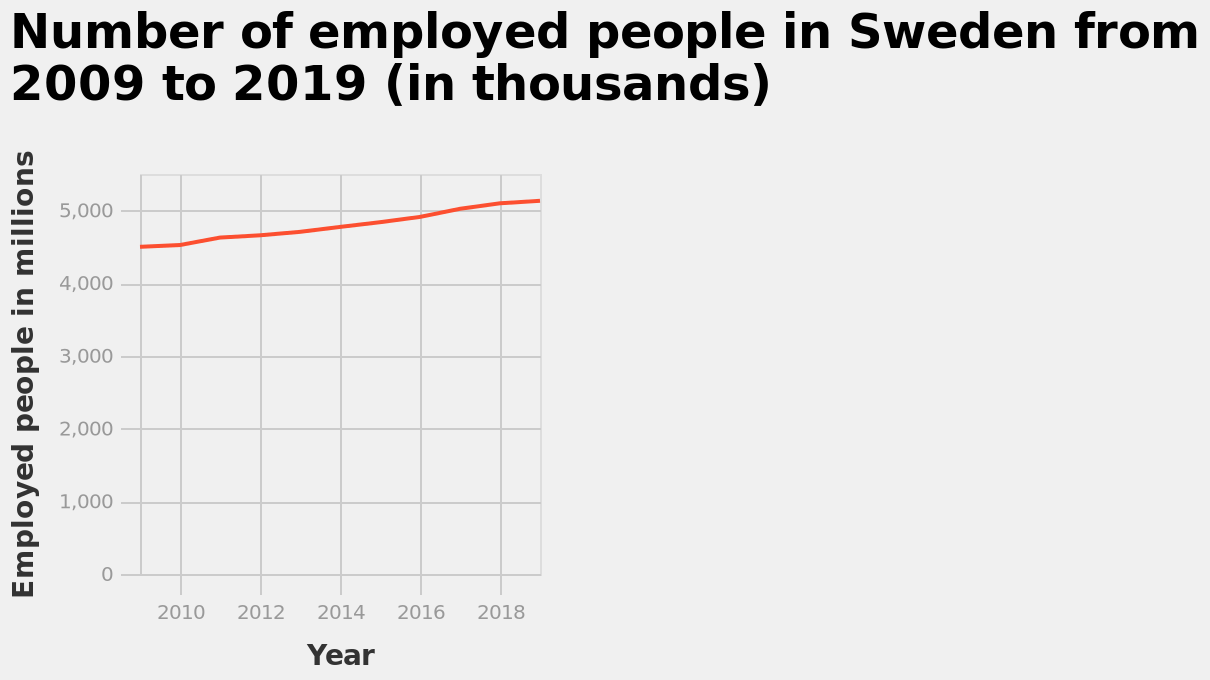 Number of employed people in Sweden from
2009 to 2019 (in thousands)
Employed people in millions
5,000
4,000
3,000
2,000
1,000
0
2010 2012 2014 2016 2018
Year